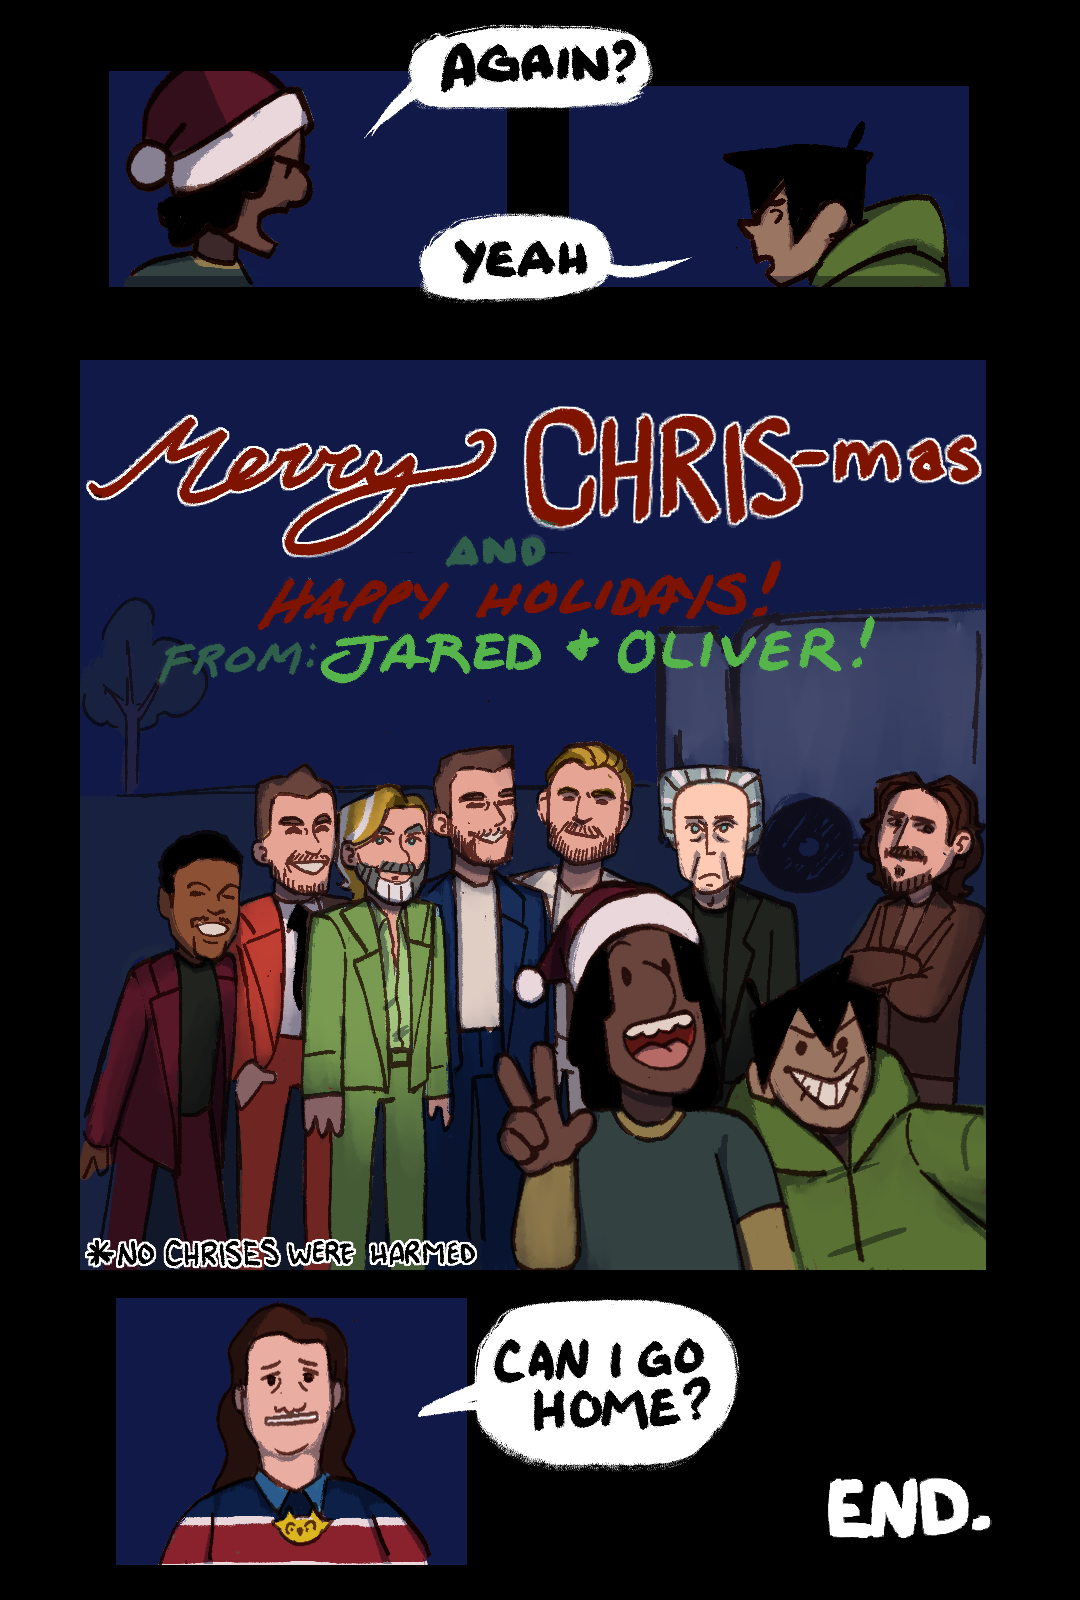 AGAIN?
YEAH
Merry CHRIS-mas
AND
HAPPY HOLIDAYS!
FROM: JARED + OLIVER!
*NO CHRISES WERE HARMED
CAN I GO
HOME?
END.